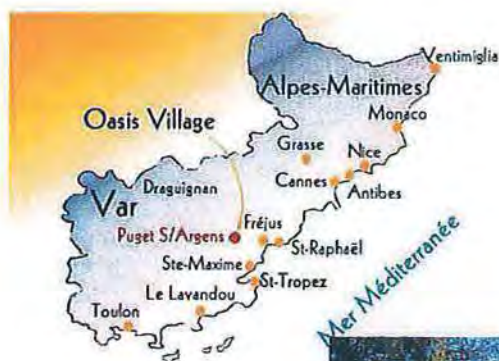 Ventimiglia
Alpes-Maritimes
Monaco
Oasis Village
Grasse
Nice
Cannes
Antibes
Var
Draguignan
Fréjus
Puget S/Argens
St-Raphaël
Ste-Maxime
St-Tropez
Le Lavandou
Toulon
Mer Méditerranée